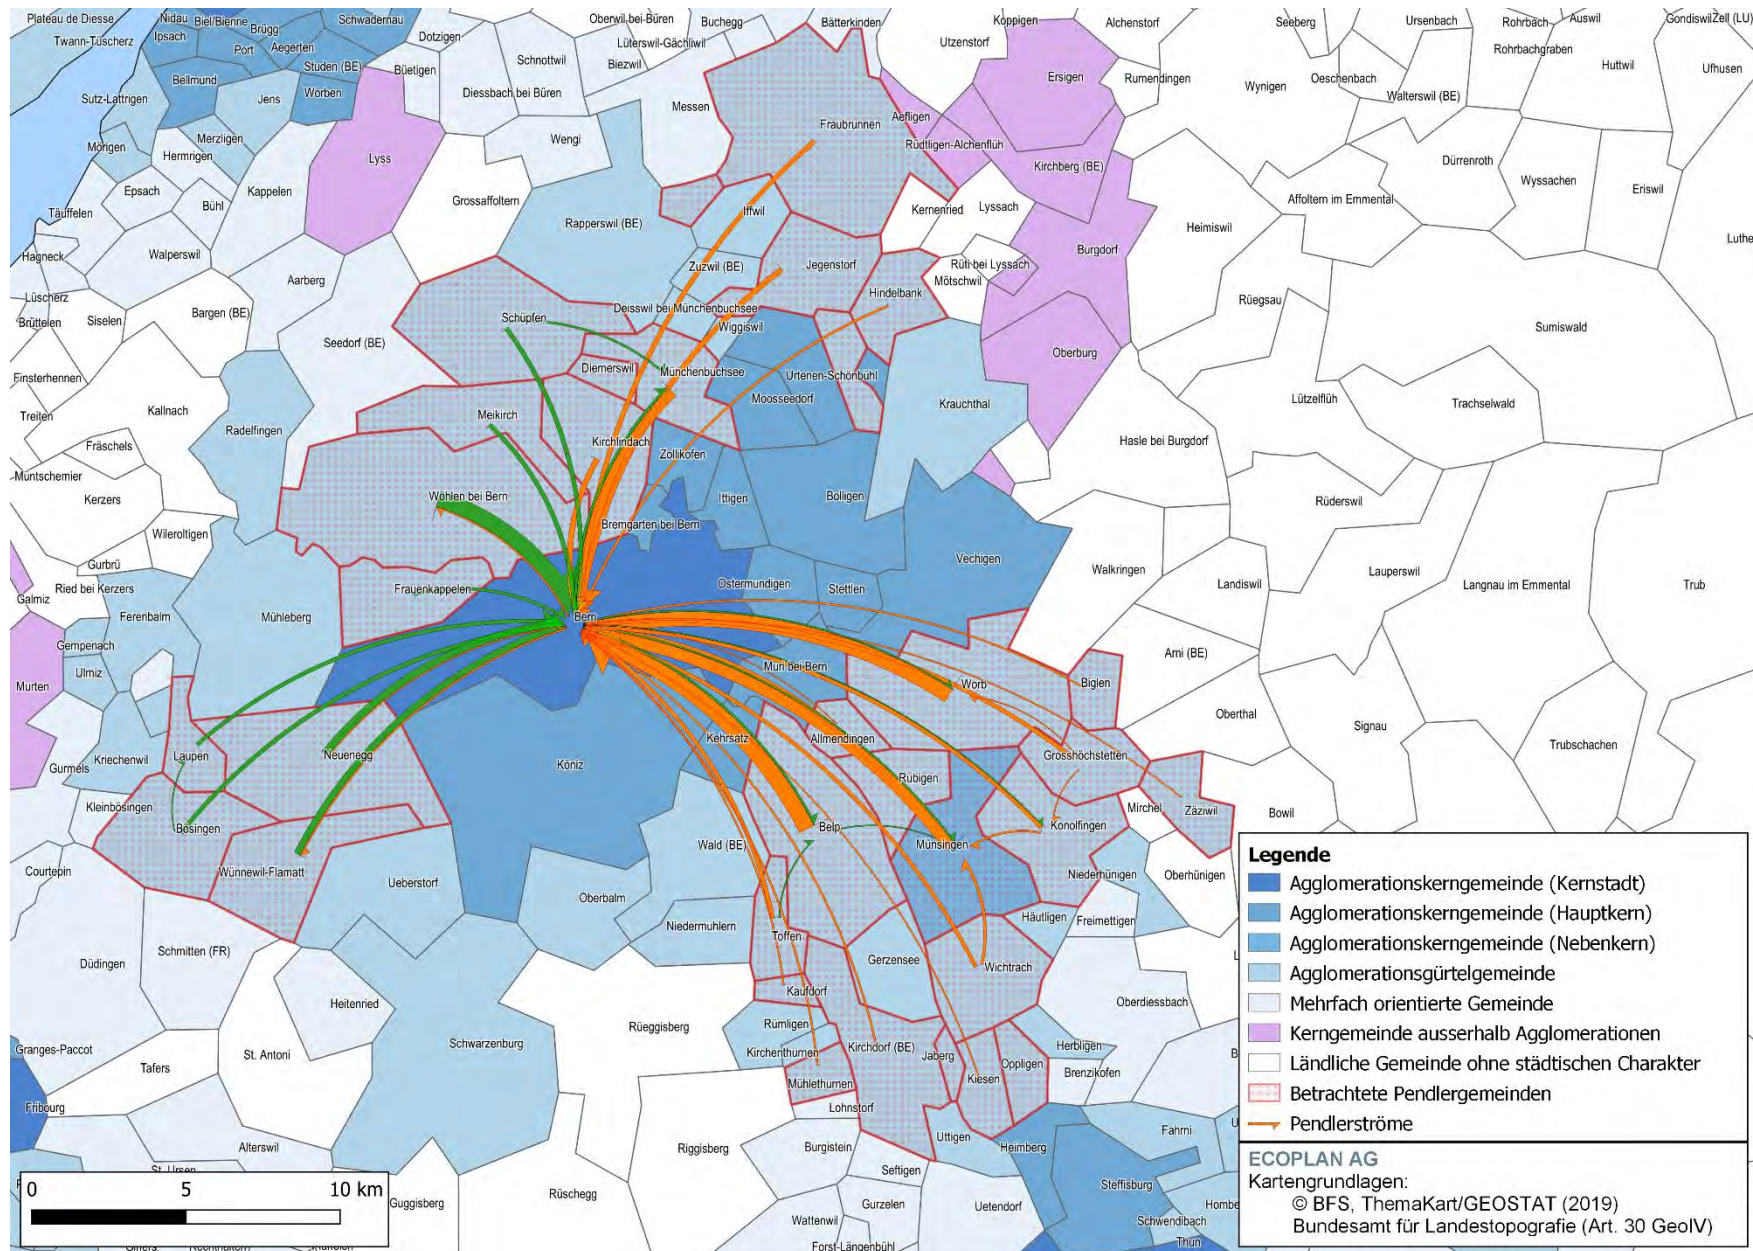 Plateau de Diesse
Nidau
Biel/Bienne
Brügg
Schwadernau
Oberwil bei Büren
Buchegg
Bätterkinden
Koppigen
Alchenstorf
Seeberg
Ursenbach
Rohrbach
Auswil
Gondiswil
Zell (LU)
Twann-Tüscherz
Ipsach
Port
Aegerten
Dotzigen
Lüterswil-Gächliwil
Utzenstorf
Rohrbachgraben
Studen (BE)
Büetigen
Schnottwil
Biezwil
Ersigen
Rumendingen
Oeschenbach
Huttwil
Ufhusen
Bellmund
Wynigen
Sutz-Lattrigen
Jens
Worben
Diessbach bei Büren
Messen
Walterswil (BE)
Aefligen
Fraubrunnen
Mörigen
Merzligen
Hermrigen
Lyss
Wengi
Rüdtligen-Alchenflüh
Kirchberg (BE)
Dürrenroth
Wyssachen
Eriswil
Epsach
Kappelen
Bühl
Grossaffoltern
Iffwil
Kernenried
Lyssach
Affoltern im Emmental
Täuffelen
Rapperswil (BE)
Heimiswil
Luthe
Hagneck
Walperswil
Burgdorf
Aarberg
Zuzwil (BE)
Jegenstorf
Rüti bei Lyssach
Mötschwil
Hindelbank
Lüscherz
Rüegsau
Brüttelen
Siselen
Bargen (BE)
Schüpfen
Deisswil bei Münchenbuchsee
Wiggiswil
Sumiswald
Seedorf (BE)
Oberburg
Finsterhennen
Diemerswil
Münchenbuchsee
Urtenen-Schönbühl
Treiten
Kallnach
Meikirch
Moosseedorf
Krauchthal
Lützelflüh
Trachselwald
Radelfingen
Fräschels
Kirchlindach
Zollikofen
Hasle bei Burgdorf
Müntschemier
Kerzers
Wohlen bei Bern
Ittigen
Bolligen
Rüderswil
Bremgarten bei Bern
Wileroltigen
Gurbrü
Vechigen
Ried bei Kerzers
Galmiz
Frauenkappelen
Ostermundigen
Stettlen
Walkringen
Landiswil
Lauperswil
Langnau im Emmental
Trub
Ferenbalm
Mühleberg
Bern
Gempenach
Ulmiz
Arni (BE)
Murten
Muri bei Bern
Worb
Biglen
Oberthal
Signau
Trubschachen
Kriechenwil
Laupen
Neuenegg
Kehrsatz
Allmendingen
Grosshöchstetten
Gurmels
Köniz
Rubigen
Kleinbösingen
Bösingen
Belp
Konolfingen
Mirchel
Zäziwil
Bowil
Wald (BE)
Münsingen
Courtepin
Wünnewil-Flamatt
Ueberstorf
Niederhünigen
Oberhünigen
Oberbalm
Häutligen
Freimettigen
Niedermuhlern
Toffen
Schmitten (FR)
Düdingen
Gerzensee
Wichtrach
Heitenried
Kaufdorf
Oberdiessbach
Rüeggisberg
Rümligen
Schwarzenburg
Granges-Paccot
St. Antoni
Tafers
Kirchenthurnen
Kirchdorf (BE)
Jaberg
Herbligen
Oppligen
Kiesen
Brenzikofen
Mühlethurnen
Fribourg
Lohnstorf
Alterswil
Riggisberg
Burgistein
Uttigen
Heimberg
Fahrni
St. Ursen
Seftigen
Rüschegg
Guggisberg
Gurzelen
Uetendorf
Steffisburg
Wattenwil
Schwendibach
Forst-Längenbühl
Thun
0 5 10 km
Legende
Agglomerationskerngemeinde (Kernstadt)
Agglomerationskerngemeinde (Hauptkern)
Agglomerationskerngemeinde (Nebenkern)
Agglomerationsgürtelgemeinde
Mehrfach orientierte Gemeinde
Kerngemeinde ausserhalb Agglomerationen
Ländliche Gemeinde ohne städtischen Charakter
Betrachtete Pendlergemeinden
Pendlerströme
ECOPLAN AG
Kartengrundlagen:
© BFS, ThemaKart/GEOSTAT (2019)
Bundesamt für Landestopografie (Art. 30 GeoIV)